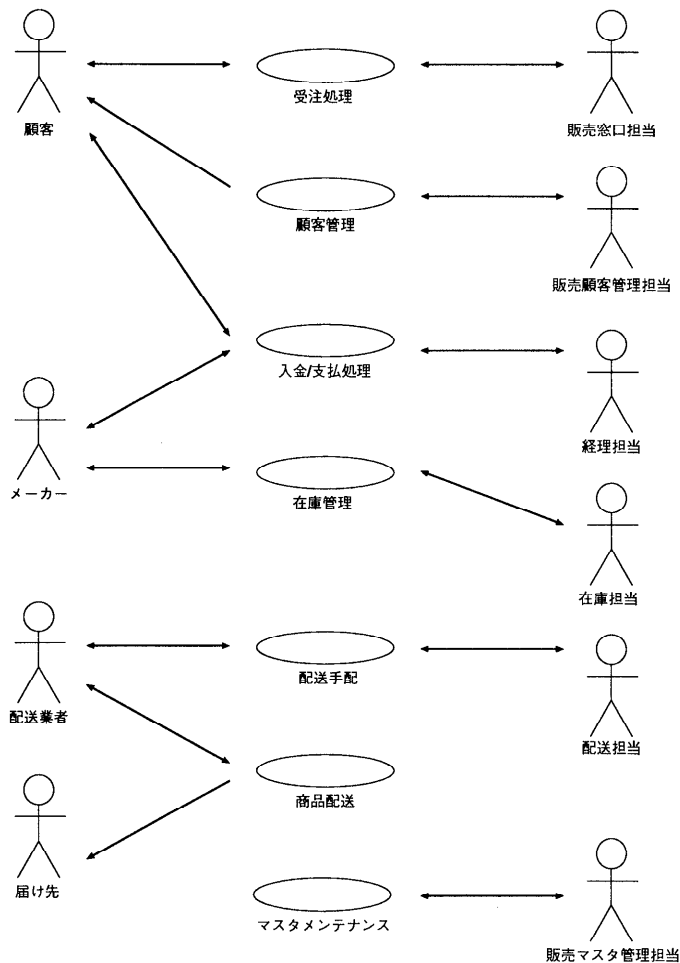 顧客
受注処理
販売窓口担当
顧客管理
販売顧客管理担当
入金/支払処理
経理担当
メーカー
在庫管理
在庫担当
配送業者
配送手配
配送担当
商品配送
届け先
マスタメンテナンス
販売マスタ管理担当